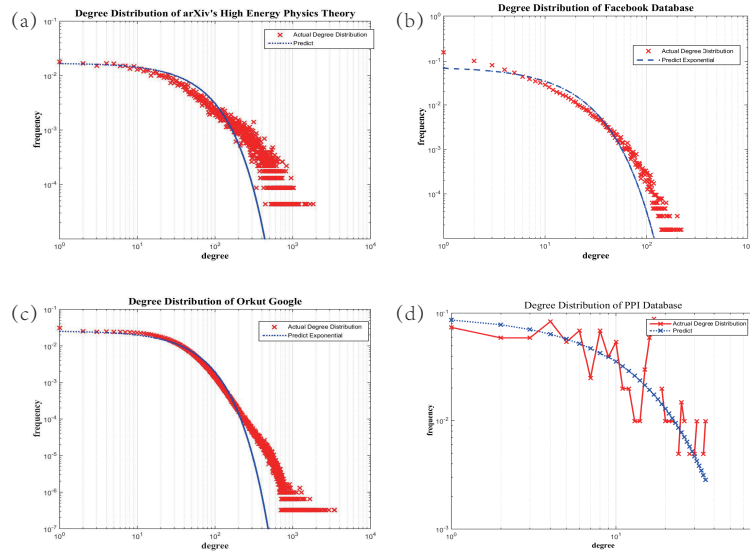 (a)
Degree Distribution of arXiv's High Energy Physics Theory
Actual Degree Distribution
Predict
frequency
10^-1
10^-2
10^-3
10^-4
10^0
10^1
10^2
10^3
10^4
degree
(b)
Degree Distribution of Facebook Database
Actual Degree Distribution
Predict Exponential
frequency
10^0
10^-1
10^-2
10^-3
10^-4
10^0
10^1
10^2
degree
(c)
Degree Distribution of Orkut Google
Actual Degree Distribution
Predict Exponential
frequency
10^-1
10^-2
10^-3
10^-4
10^-5
10^-6
10^-7
10^0
10^1
10^2
10^3
10^4
degree
(d)
Degree Distribution of PPI Database
Actual Degree Distribution
Predict
frequency
10^-1
10^-2
10^-3
10^0
degree